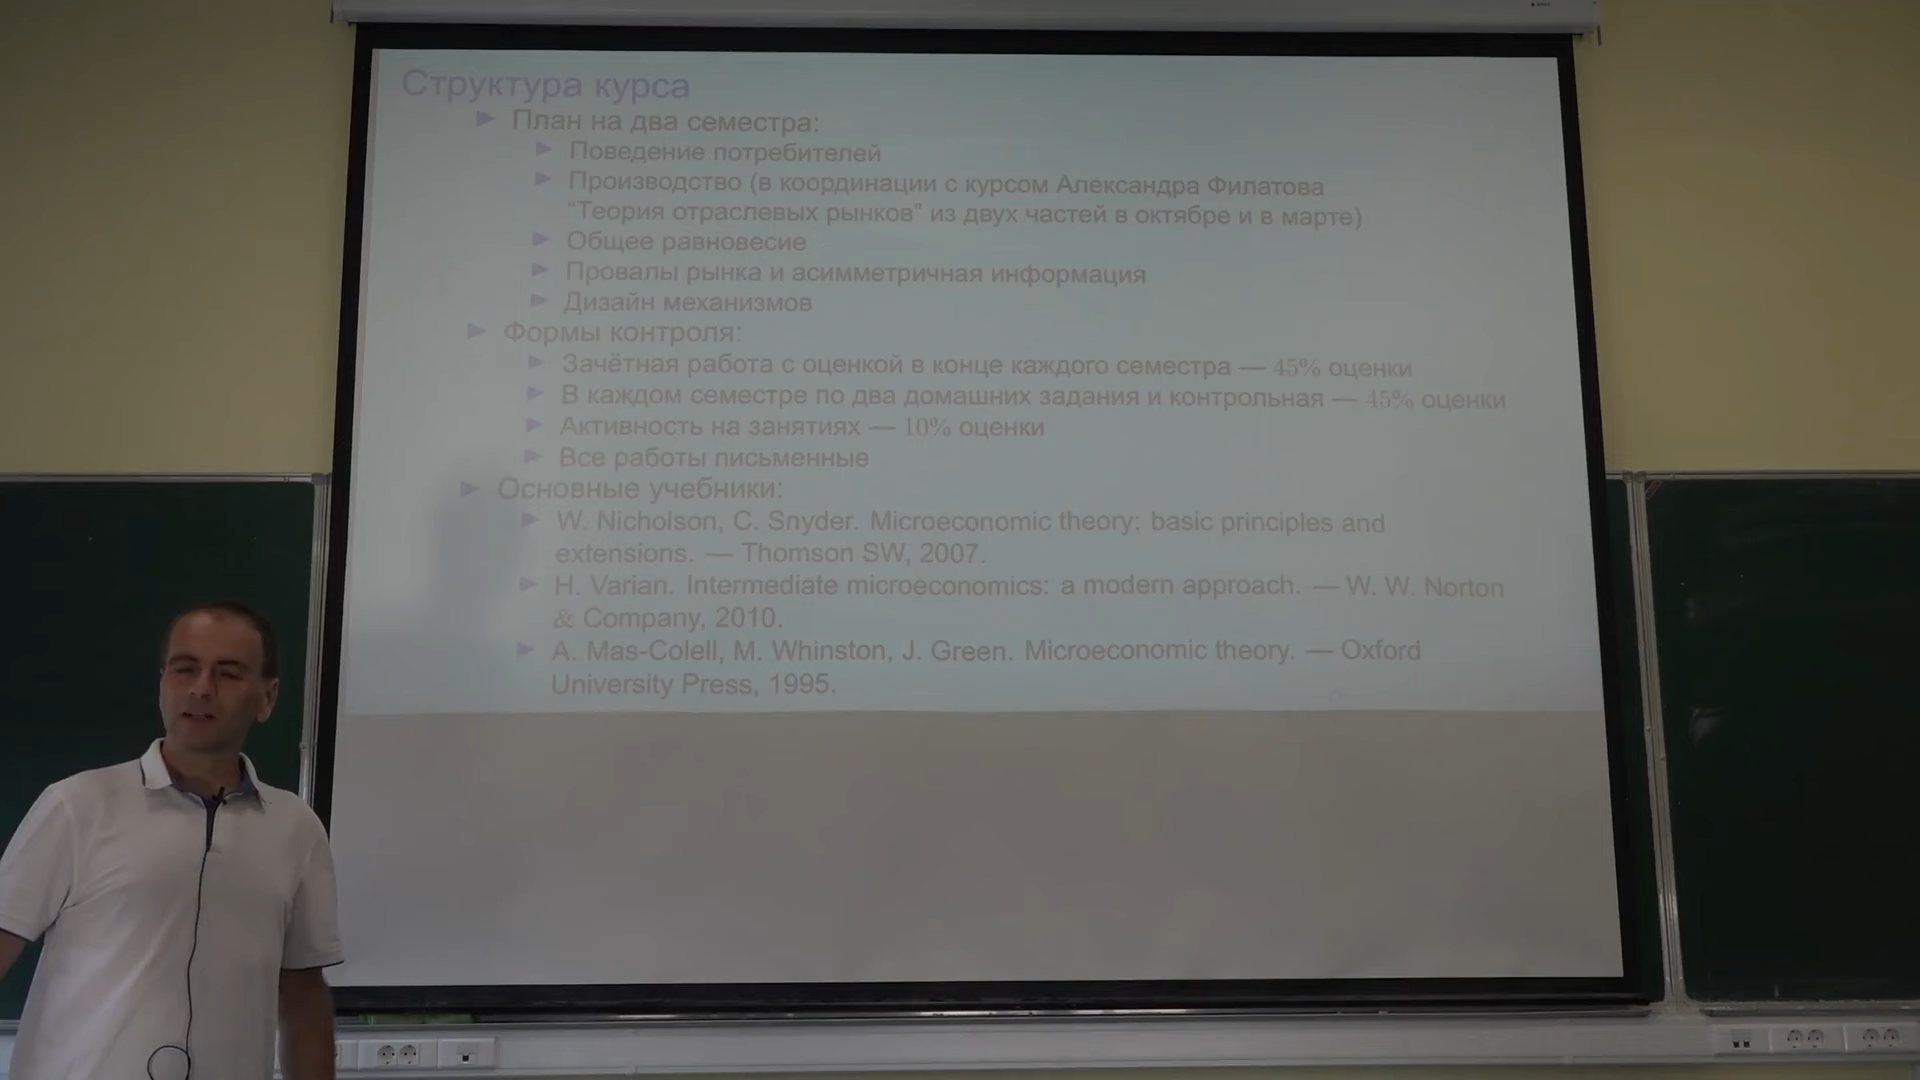 Структура курса
План на два семестра:
Поведение потребителей
Производство (в координации с курсом Александра Филатова
“Теория отраслевых рынков” из двух частей в октябре и в марте)
Общее равновесие
Провалы рынка и асимметричная информация
Дизайн механизмов
Формы контроля:
Зачётная работа с оценкой в конце каждого семестра — 45% оценки
В каждом семестре по два домашних задания и контрольная — 45% оценки
Активность на занятиях — 10% оценки
Все работы письменные
Основные учебники:
W. Nicholson, C. Snyder. Microeconomic theory: basic principles and
extensions. — Thomson SW, 2007.
H. Varian. Intermediate microeconomics: a modern approach. — W. W. Norton
& Company, 2010.
A. Mas-Colell, M. Whinston, J. Green. Microeconomic theory. — Oxford
University Press, 1995.